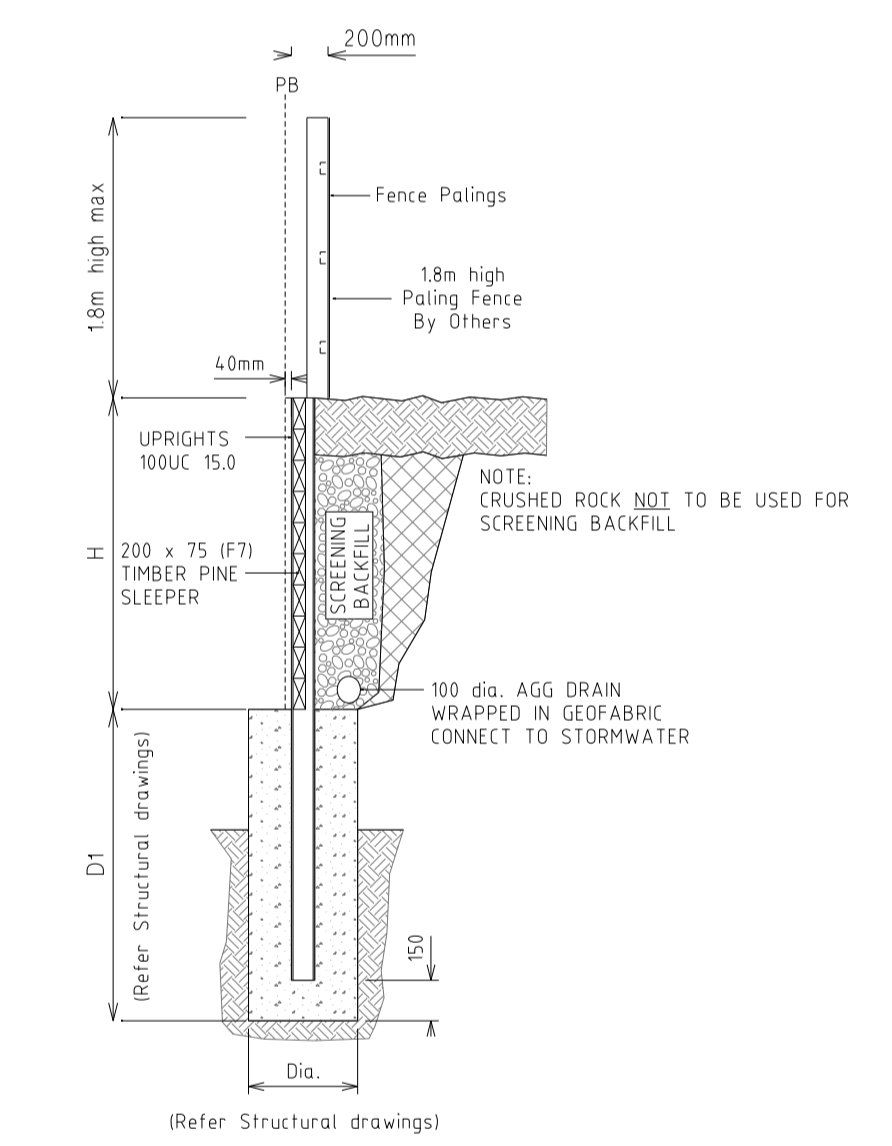 200mm
PB
1.8m high max
Fence Palings
1.8m high
Paling Fence
By Others
40mm
UPRIGHTS
100UC 15.0
NOTE:
CRUSHED ROCK NOT TO BE USED FOR
SCREENING BACKFILL
H
200 x 75 (F7)
TIMBER PINE
SLEEPER
SCREENING
BACKFILL
100 dia. AGG DRAIN
WRAPPED IN GEOFABRIC
CONNECT TO STORMWATER
D1
(Refer Structural drawings)
150
Dia.
(Refer Structural drawings)